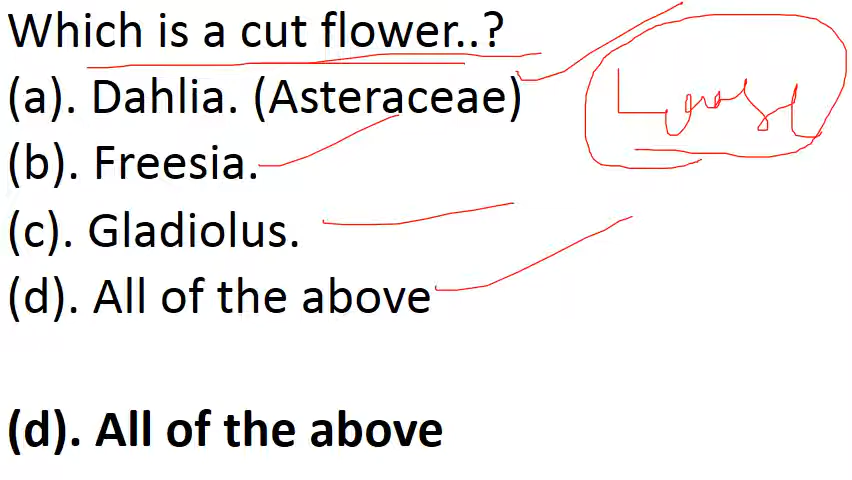 Which is a cut flower..?
(a). Dahlia. (Asteraceae)
(b). Freesia.
(c). Gladiolus.
(d). All of the above
(d). All of the above